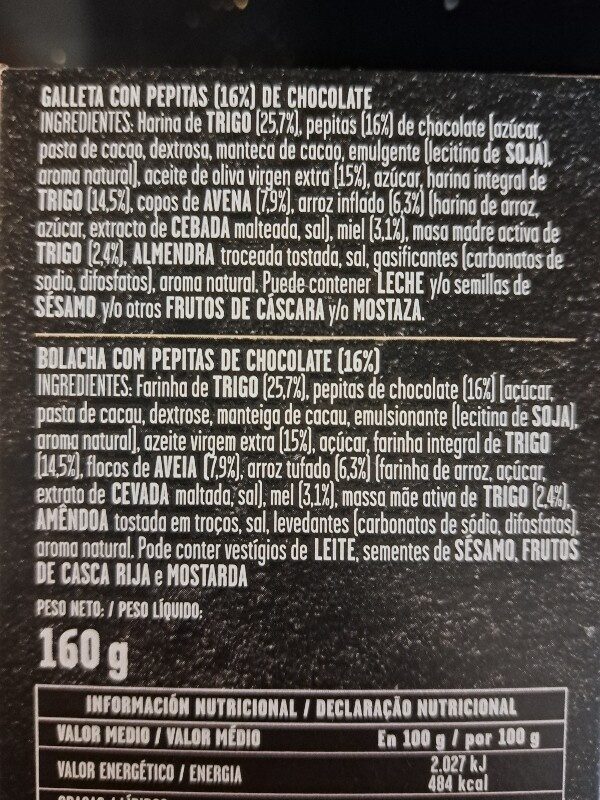 GALLETA CON PEPITAS (16%) DE CHOCOLATE
INGREDIENTES: Harina de TRIGO (25,7%), pepitas (16%) de chocolate [azúcar,
pasta de cacao, dextrosa, manteca de cacao, emulgente (lecitina de SOJA),
aroma natural], aceite de oliva virgen extra (15%), azúcar, harina integral de
TRIGO (14,5%), copos de AVENA (7,9%), arroz inflado (6,3%) (harina de arroz,
azúcar, extracto de CEBADA malteada, sal), miel (3,1%), masa madre activa de
TRIGO (2,4%), ALMENDRA troceada tostada, sal, gasificantes (carbonatos de
sodio, difosfatos), aroma natural. Puede contener LECHE y/o semillas de
SÉSAMO y/o otros FRUTOS DE CÁSCARA y/o MOSTAZA.
BOLACHA COM PEPITAS DE CHOCOLATE (16%)
INGREDIENTES: Farinha de TRIGO (25,7%), pepitas de chocolate (16%) [açúcar,
pasta de cacau, dextrose, manteiga de cacau, emulsionante (lecitina de SOJA),
aroma natural], azeite virgem extra (15%), açúcar, farinha integral de TRIGO
(14,5%), flocos de AVEIA (7,9%), arroz tufado (6,3%) (farinha de arroz, açúcar,
extrato de CEVADA maltada, sal), mel (3,1%), massa mãe ativa de TRIGO (2,4%),
AMÊNDOA tostada em troços, sal, levedantes (carbonatos de sódio, difosfatos),
aroma natural. Pode conter vestígios de LEITE, sementes de SÉSAMO, FRUTOS
DE CASCA RIJA e MOSTARDA
PESO NETO: / PESO LÍQUIDO:
160 g
INFORMACIÓN NUTRICIONAL / DECLARAÇÃO NUTRICIONAL
VALOR MEDIO / VALOR MÉDIO En 100 g / por 100 g
VALOR ENERGÉTICO / ENERGIA 2.027 kJ
484 kcal